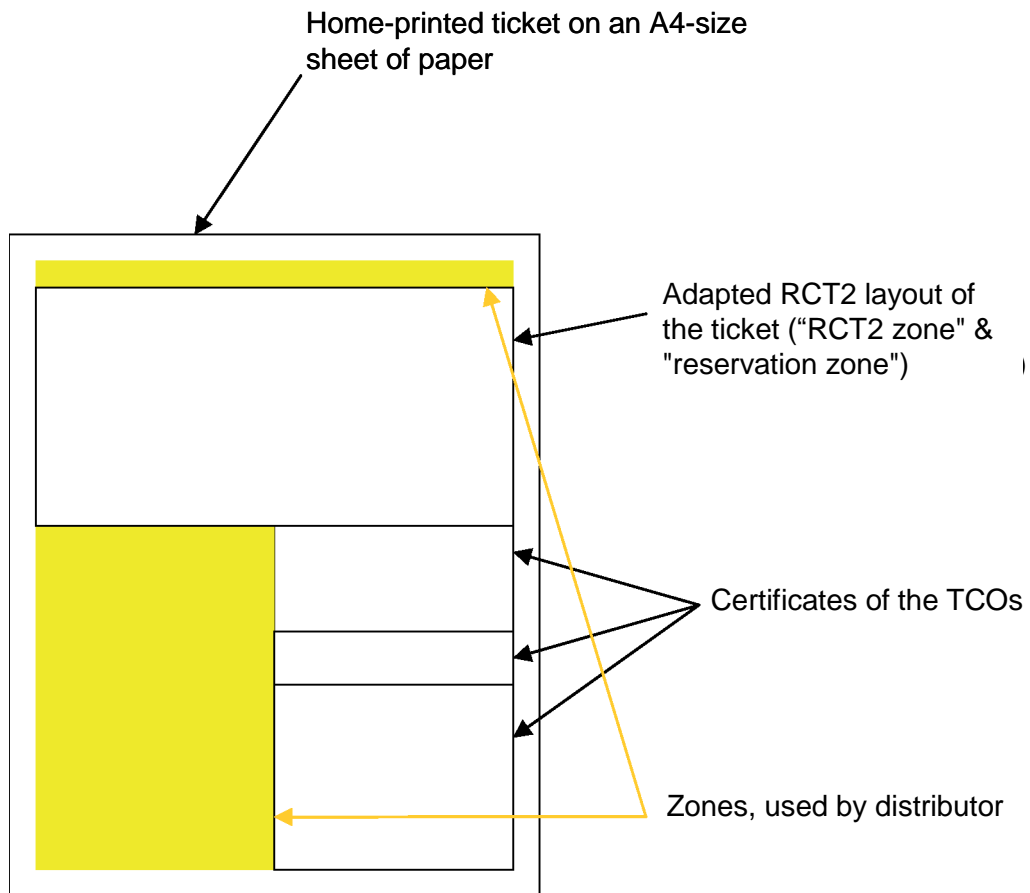 Home-printed ticket on an A4-size
sheet of paper
Adapted RCT2 layout of
the ticket (“RCT2 zone" &
"reservation zone")
)
Certificates of the TCOs
Zones, used by distributor